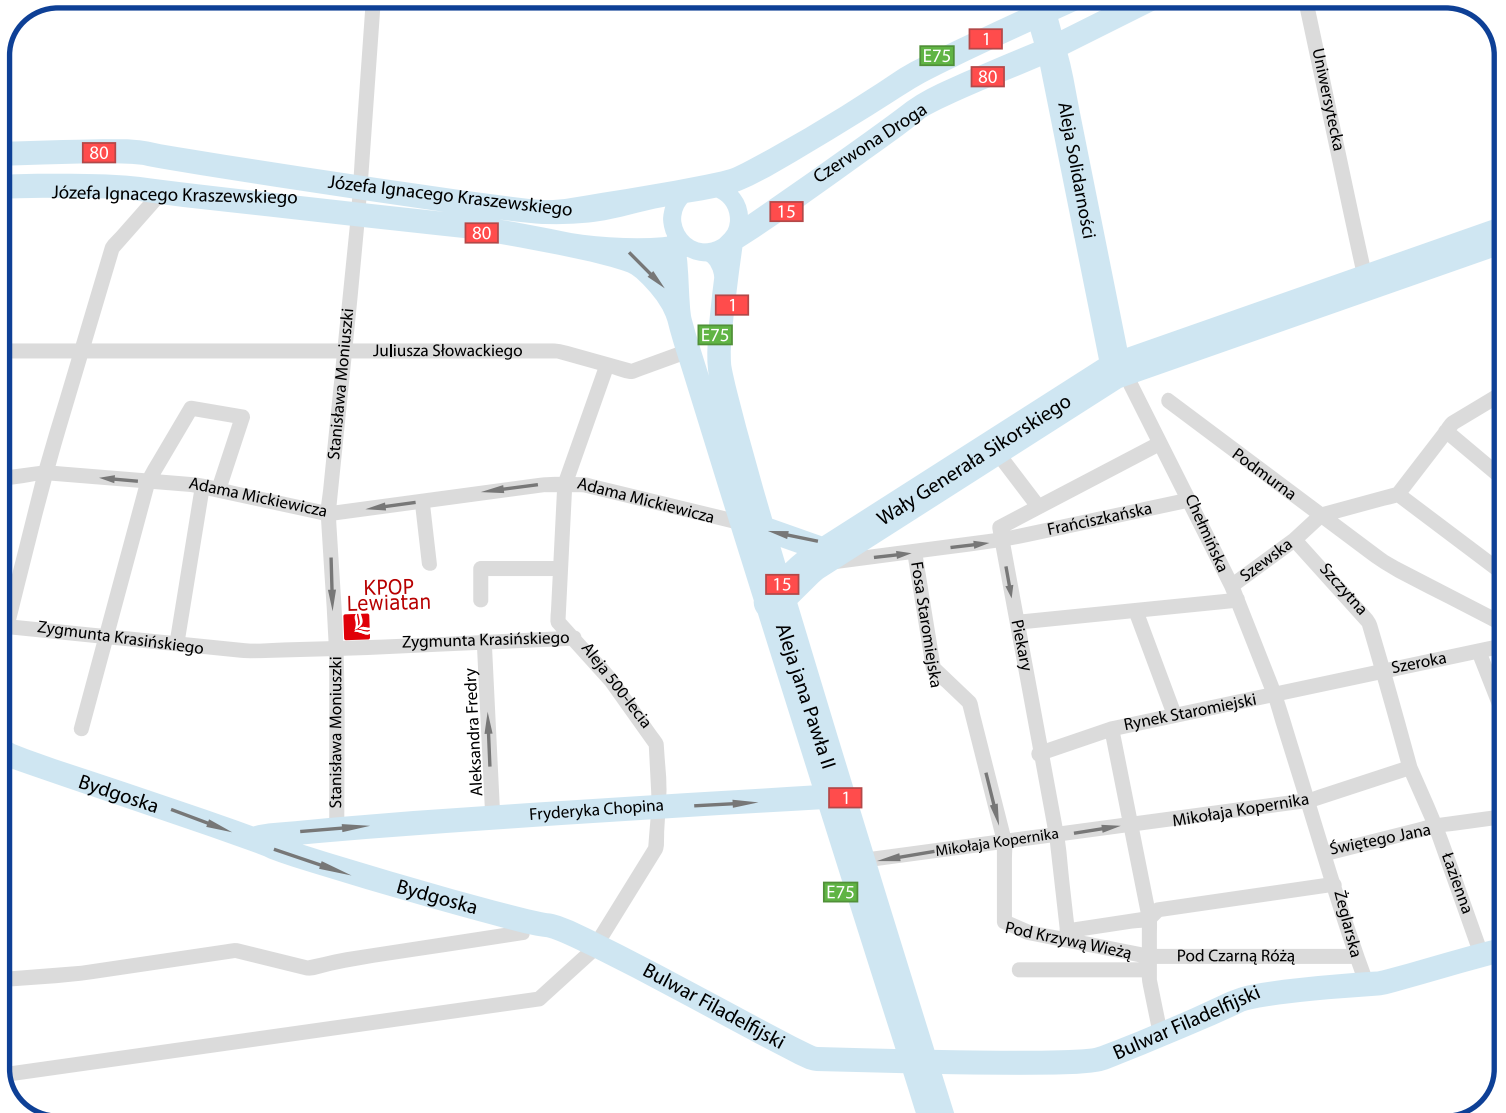 1
E75
80
Uniwersytecka
Czerwona Droga
Aleja Solidarności
80
Józefa Ignacego Kraszewskiego
Józefa Ignacego Kraszewskiego
15
80
1
E75
Stanisława Moniuszki
Juliusza Słowackiego
Wały Generała Sikorskiego
Podmurna
Adama Mickiewicza
Adama Mickiewicza
Chełmińska
Frańciszkańska
Szewska
Szczytna
Fosa Staromiejska
15
KPOP
Lewiatan
Zygmunta Krasińskiego
Zygmunta Krasińskiego
Piekary
Aleja jana Pawła II
Aleja 500-lecia
Szeroka
Stanisława Moniuszki
Aleksandra Fredry
Rynek Staromiejski
Bydgoska
Fryderyka Chopina
1
Mikołaja Kopernika
Mikołaja Kopernika
Świętego Jana
Łazienna
E75
Bydgoska
Żeglarska
Pod Krzywą Wieżą
Pod Czarną Różą
Bulwar Filadelfijski
Bulwar Filadelfijski